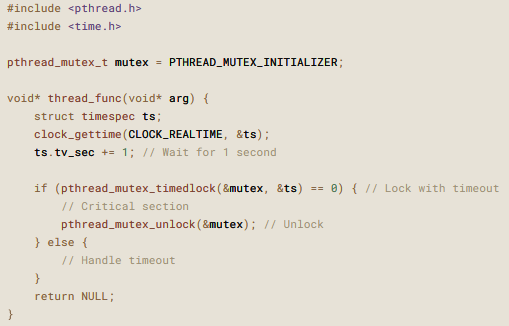 #include <pthread.h>
#include <time.h>

pthread_mutex_t mutex = PTHREAD_MUTEX_INITIALIZER;

void* thread_func(void* arg) {
    struct timespec ts;
    clock_gettime(CLOCK_REALTIME, &ts);
    ts.tv_sec += 1; // Wait for 1 second

    if (pthread_mutex_timedlock(&mutex, &ts) == 0) { // Lock with timeout
        // Critical section
        pthread_mutex_unlock(&mutex); // Unlock
    } else {
        // Handle timeout
    }
    return NULL;
}